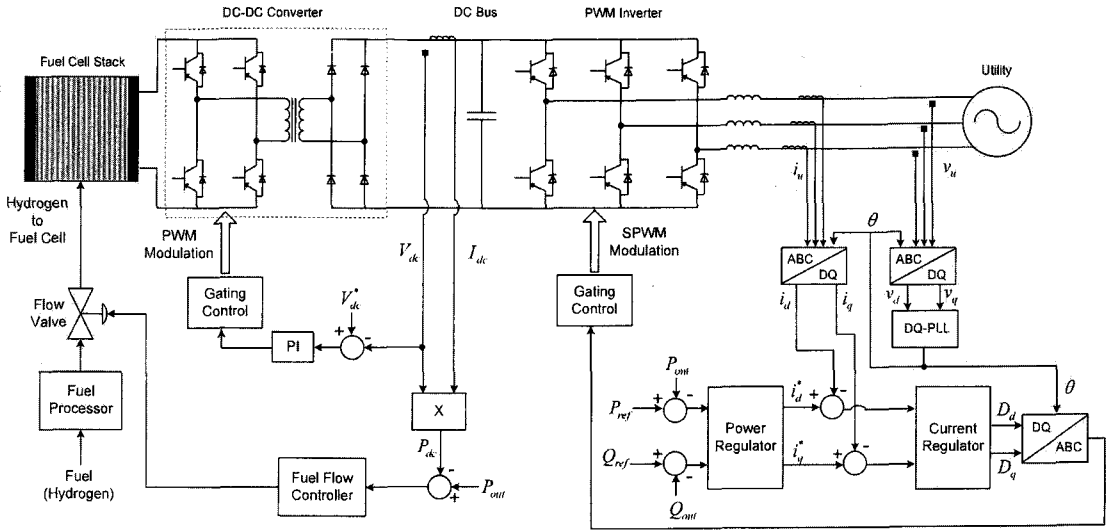 DC-DC Converter
DC Bus
PWM Inverter
Fuel Cell Stack
Utility
Hydrogen
to
Fuel Cell
PWM
Modulation
V_dc
I_dc
SPWM
Modulation
i_u
v_u
θ
ABC
DQ
ABC
DQ
i_d
i_q
v_d
v_q
DQ-PLL
Flow
Valve
Gating
Control
V*_dc
+
-
PI
Gating
Control
Fuel
Processor
X
P_dc
Fuel
(Hydrogen)
Fuel Flow
Controller
-
+
P_out
P_out
P_ref
+
-
Q_ref
+
-
Q_out
Power
Regulator
i*_d
+
-
i*_q
+
-
Current
Regulator
D_d
D_q
θ
DQ
ABC